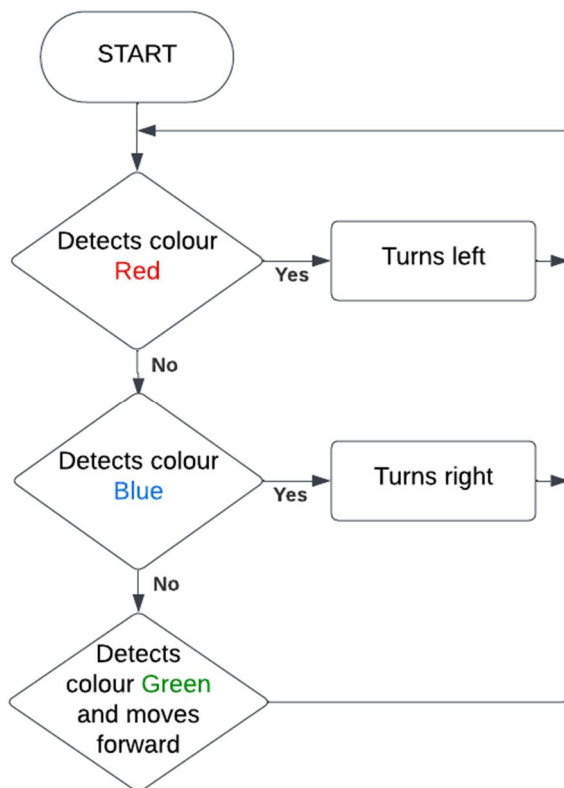 START
Detects colour
Red
Yes
Turns left
No
Detects colour
Blue
Yes
Turns right
No
Detects
colour Green
and moves
forward